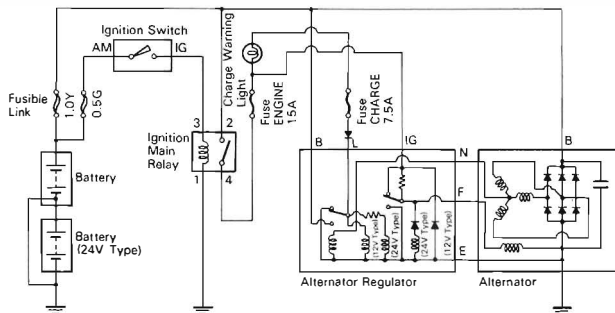 Ignition Switch
AM
IG
Charge Warning
Light
Fusible
Link
1.0Y
0.5G
3
2
Fuse
ENGINE
15A
Fuse
CHARGE
7.5A
Ignition
Main
Relay
1
4
B
L
IG
N
B
F
E
Battery
Battery
(24V Type)
(12V Type)
(24V Type)
(24V Type)
(12V Type)
Alternator Regulator
Alternator